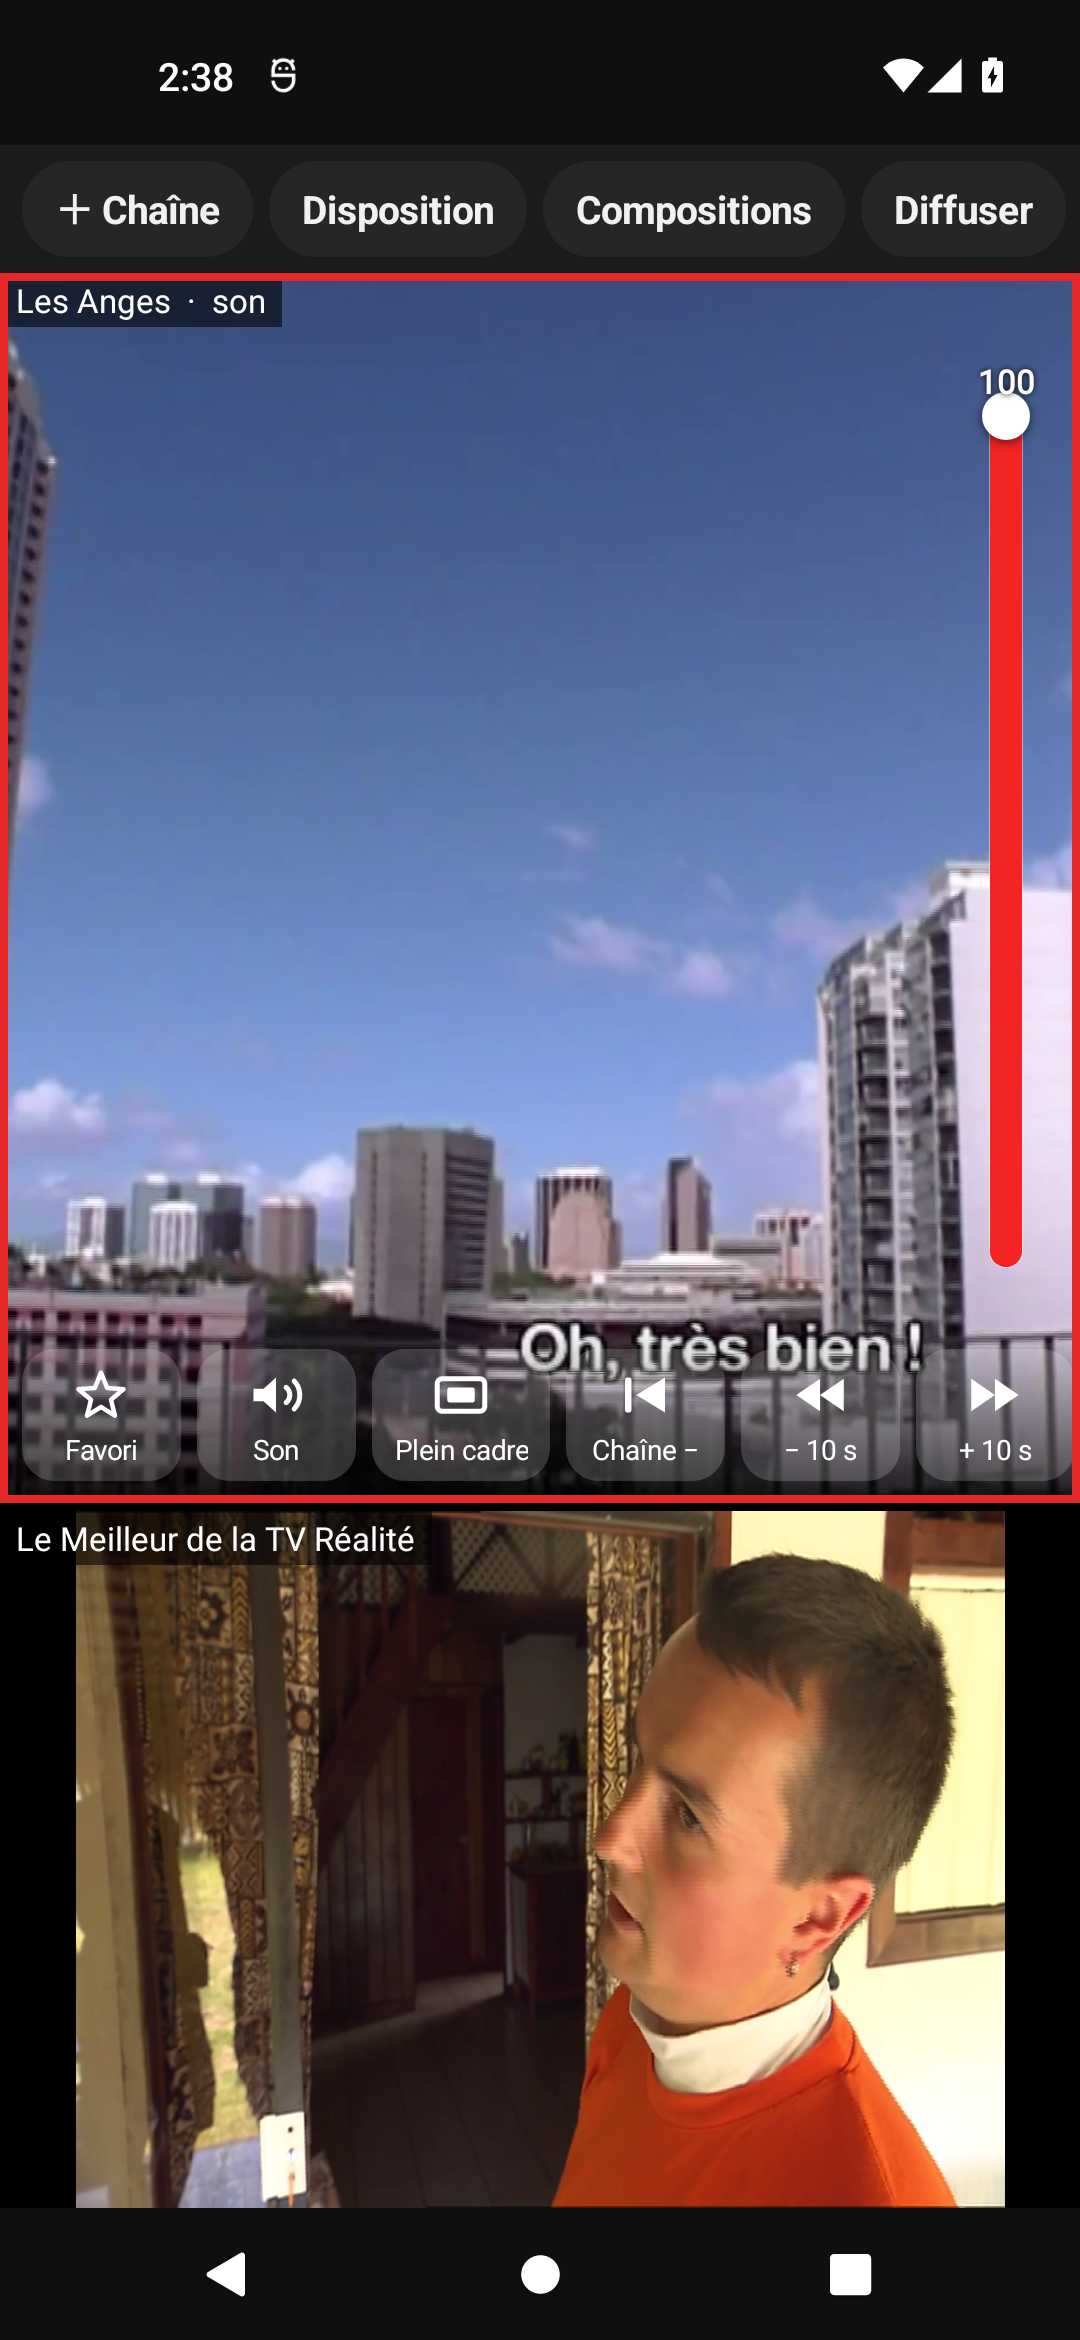 2:38
+ Chaîne
Disposition
Compositions
Diffuser
Les Anges · son
100
Oh, très bien !
Favori
Son
Plein cadre
Chaîne −
− 10 s
+ 10 s
Le Meilleur de la TV Réalité